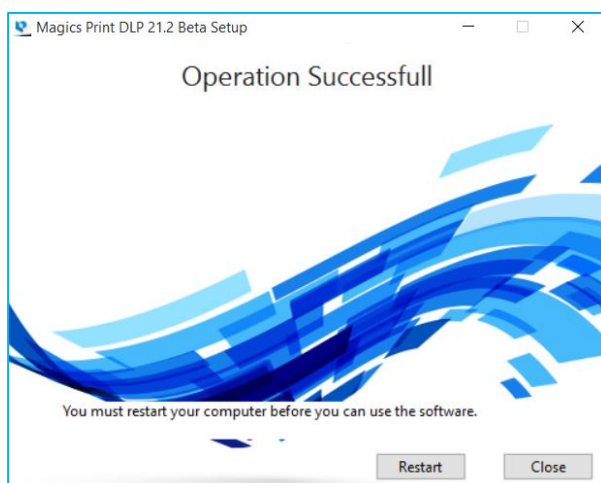 Magics Print DLP 21.2 Beta Setup
Operation Successfull
You must restart your computer before you can use the software.
Restart
Close